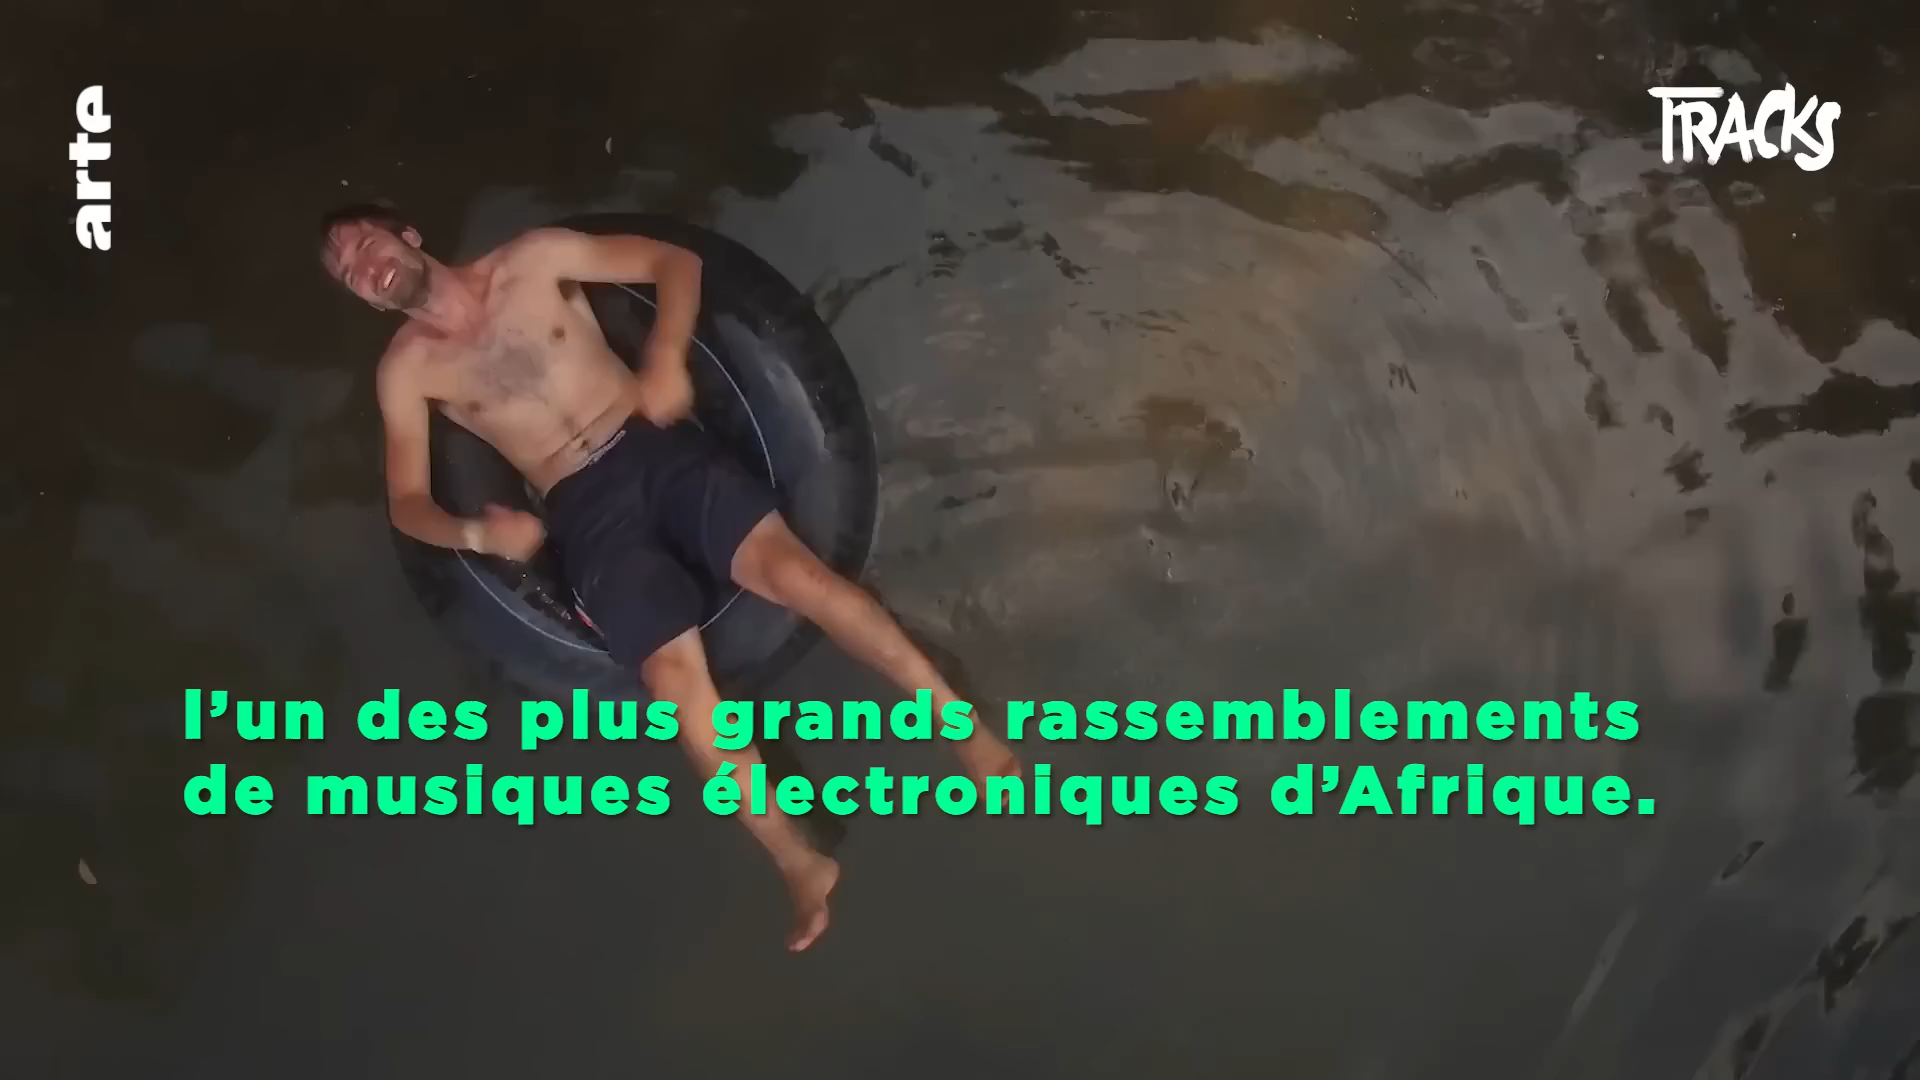 arte
TRACKS
l’un des plus grands rassemblements
de musiques électroniques d’Afrique.